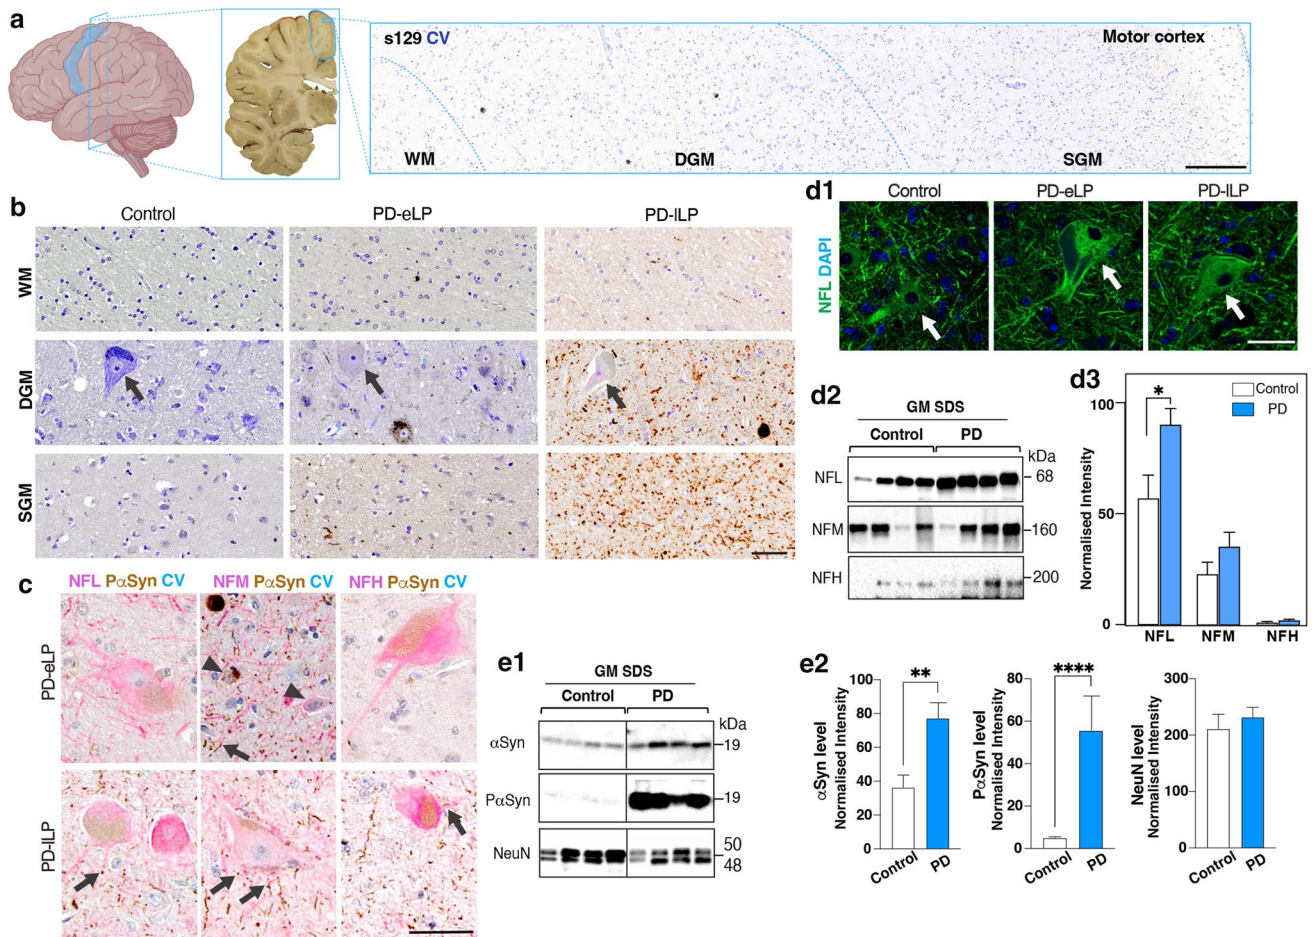 a
s129 CV
Motor cortex
WM
DGM
SGM
b
Control
PD-eLP
PD-lLP
WM
DGM
SGM
c
NFL PαSyn CV
NFM PαSyn CV
NFH PαSyn CV
PD-eLP
PD-lLP
d1
Control
PD-eLP
PD-lLP
NFL DAPI
d2
GM SDS
Control
PD
kDa
NFL
68
NFM
160
NFH
200
d3
Control
PD
*
Normalised Intensity
100
50
0
NFL
NFM
NFH
e1
GM SDS
Control
PD
kDa
αSyn
19
PαSyn
19
NeuN
50
48
e2
αSyn level
Normalised Intensity
100
80
60
40
20
0
**
Control
PD
PαSyn level
Normalised Intensity
80
60
40
20
0
****
Control
PD
NeuN level
Normalised Intensity
300
200
100
0
Control
PD